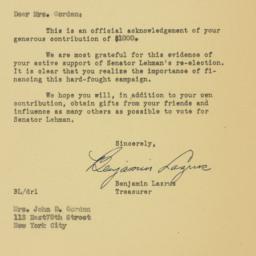 Dear Mrs. Gordon:
This is an official acknowledgement of your
generous contribution of $1000.
We are most grateful for this evidence of
your active support of Senator Lehman's re-election.
It is clear that you realize the importance of fi-
nancing this hard-fought campaign.
We hope you will, in addition to your own
contribution, obtain gifts from your friends and
influence as many others as possible to vote for
Senator Lehman.
Sincerely,
Benjamin Lazrus
Benjamin Lazrus
Treasurer
BL/drl
Mrs. John D. Gordon
112 East70th Street
New York City